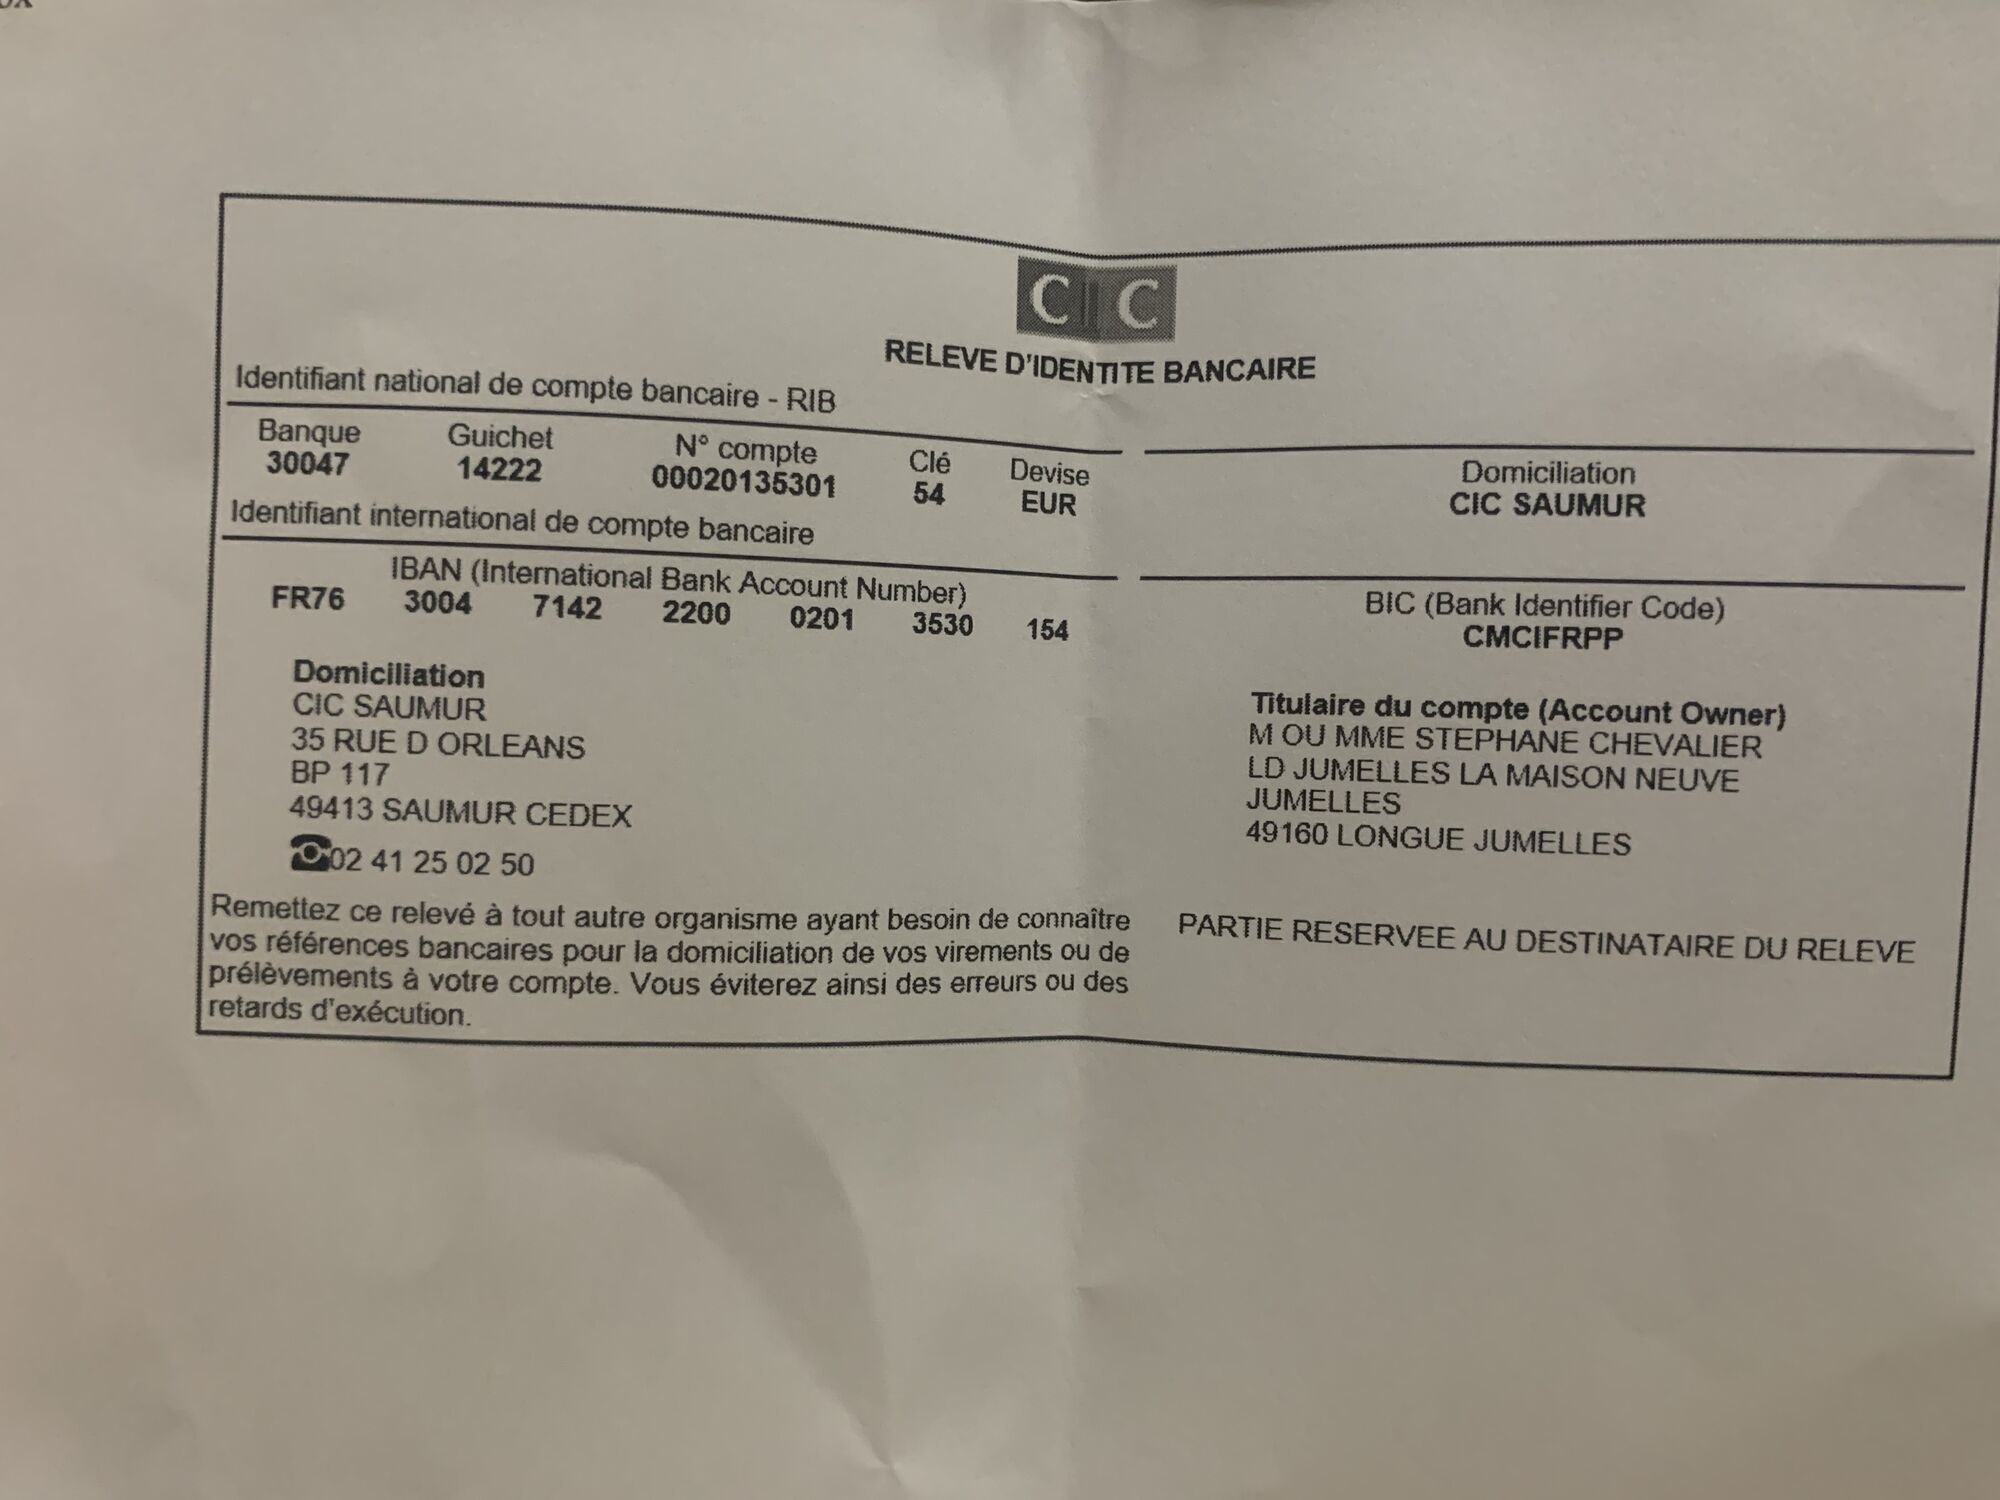 CIC
RELEVE D'IDENTITE BANCAIRE
Identifiant national de compte bancaire - RIB
Banque Guichet N° compte Clé Devise Domiciliation
30047 14222 00020135301 54 EUR CIC SAUMUR
Identifiant international de compte bancaire
IBAN (International Bank Account Number) BIC (Bank Identifier Code)
FR76 3004 7142 2200 0201 3530 154 CMCIFRPP
Domiciliation
CIC SAUMUR
35 RUE D ORLEANS
BP 117
49413 SAUMUR CEDEX
02 41 25 02 50
Titulaire du compte (Account Owner)
M OU MME STEPHANE CHEVALIER
LD JUMELLES LA MAISON NEUVE
JUMELLES
49160 LONGUE JUMELLES
Remettez ce relevé à tout autre organisme ayant besoin de connaître
vos références bancaires pour la domiciliation de vos virements ou de
prélèvements à votre compte. Vous éviterez ainsi des erreurs ou des
retards d'exécution.
PARTIE RESERVEE AU DESTINATAIRE DU RELEVE